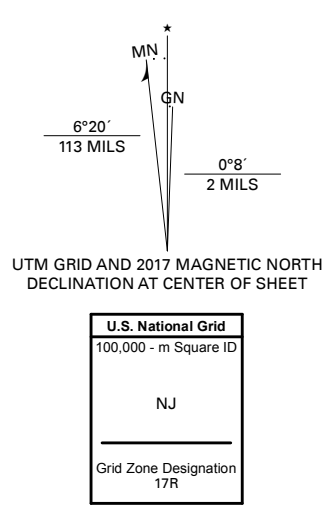 ★
MN
GN
6°20´
113 MILS
0°8´
2 MILS
UTM GRID AND 2017 MAGNETIC NORTH
DECLINATION AT CENTER OF SHEET
U.S. National Grid
100,000 - m Square ID
NJ
Grid Zone Designation
17R